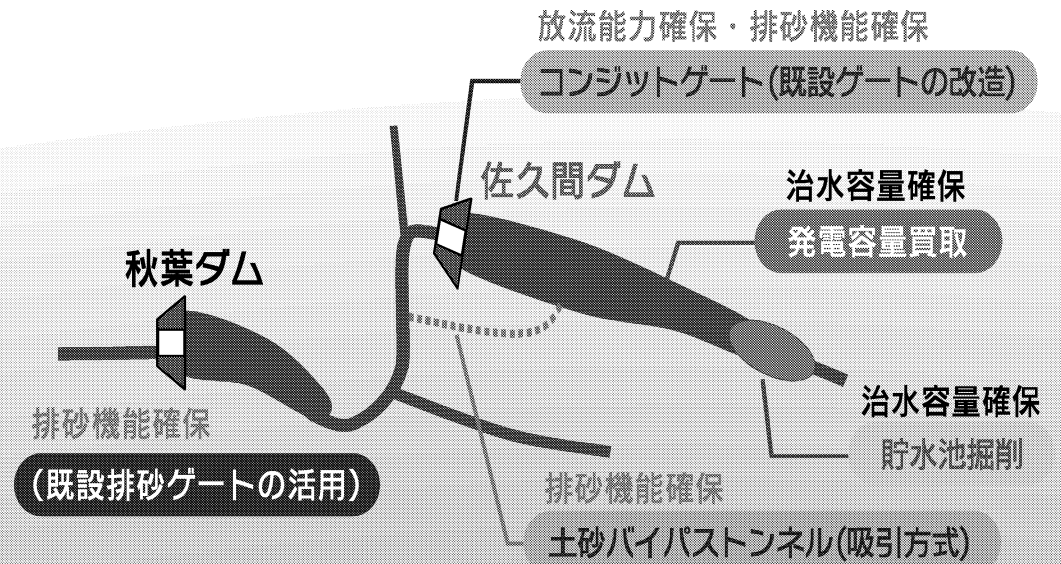 放流能力確保・排砂機能確保
コンジットゲート(既設ゲートの改造)
佐久間ダム
治水容量確保
発電容量買取
秋葉ダム
治水容量確保
貯水池掘削
排砂機能確保
(既設排砂ゲートの活用)
排砂機能確保
土砂バイパストンネル(吸引方式)